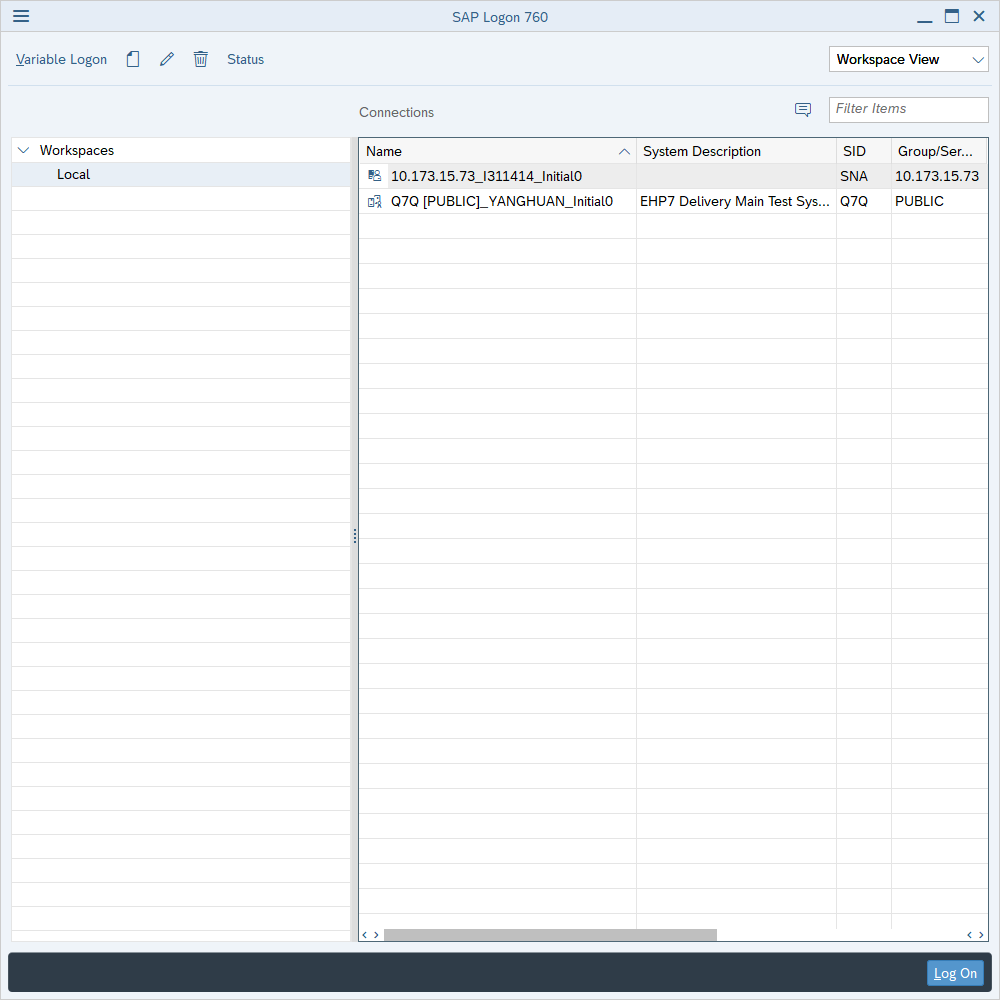 SAP Logon 760
Variable Logon Status Workspace View
Connections Filter Items
Workspaces
Local
Name System Description SID Group/Ser...
10.173.15.73_I311414_Initial0 SNA 10.173.15.73
Q7Q [PUBLIC]_YANGHUAN_Initial0 EHP7 Delivery Main Test Sys... Q7Q PUBLIC
Log On